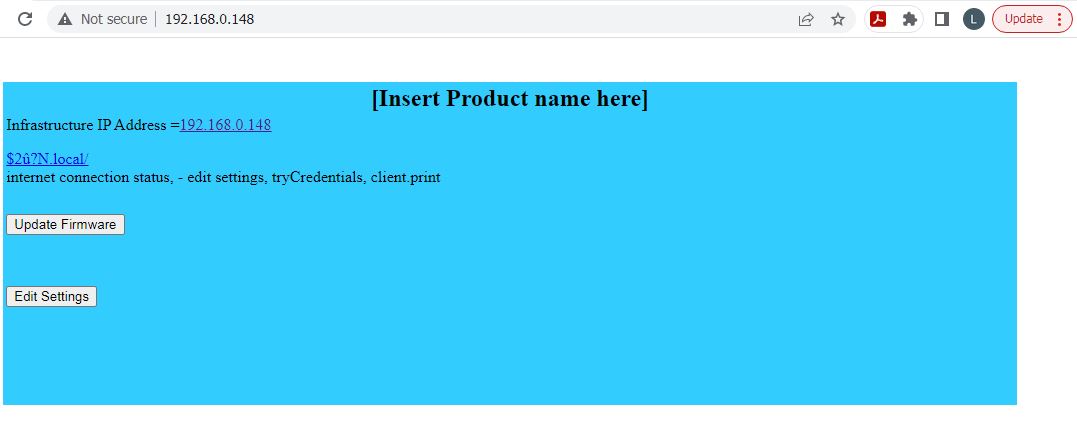 Not secure | 192.168.0.148
L
Update
[Insert Product name here]
Infrastructure IP Address =192.168.0.148
$2û?N.local/
internet connection status, - edit settings, tryCredentials, client.print
Update Firmware
Edit Settings